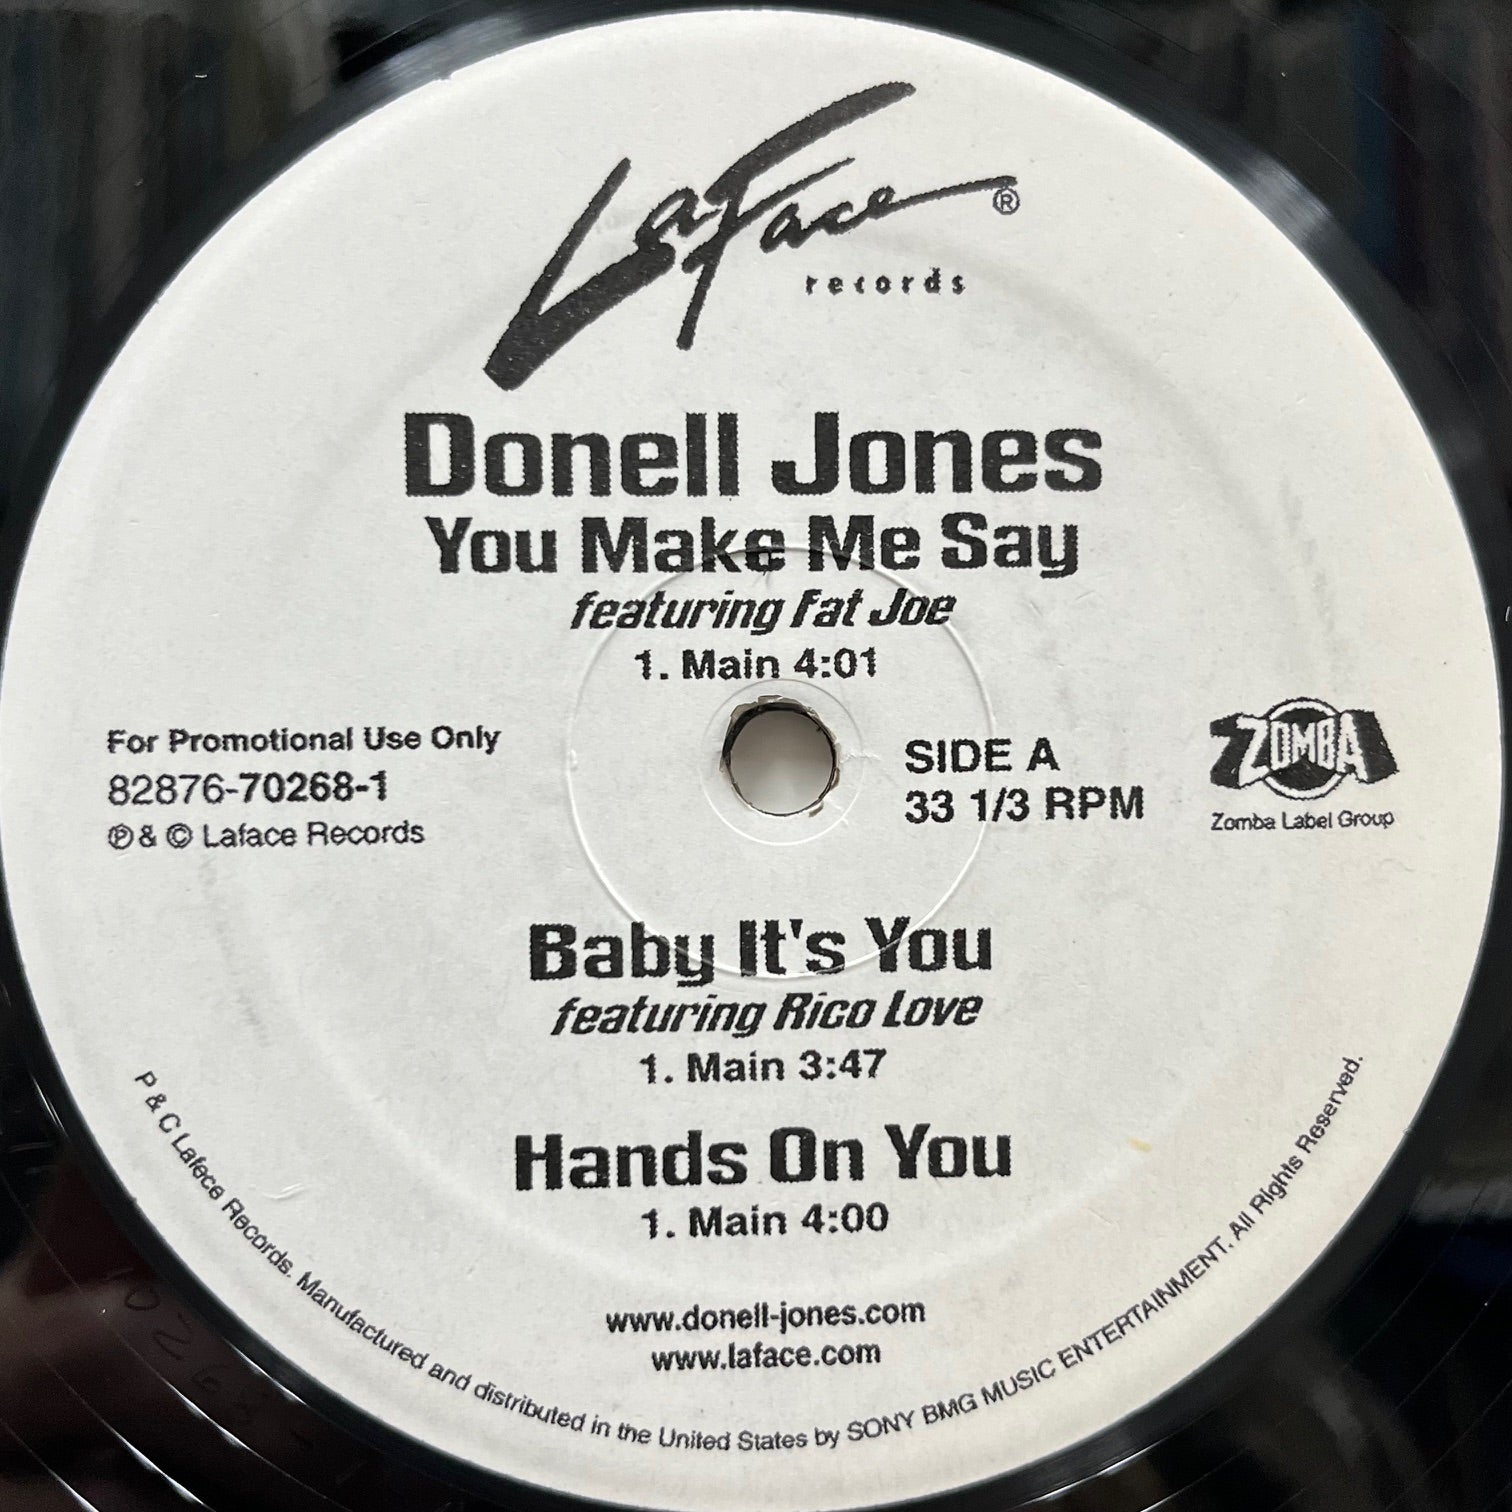 LaFace ®
records
Donell Jones
You Make Me Say
featuring Fat Joe
1. Main 4:01
For Promotional Use Only
82876-70268-1
℗ & © Laface Records
SIDE A
33 1/3 RPM
ZOMBA
Zomba Label Group
Baby It's You
featuring Rico Love
1. Main 3:47
Hands On You
1. Main 4:00
www.donell-jones.com
www.laface.com
P & C Laface Records. Manufactured and distributed in the United States by SONY BMG MUSIC ENTERTAINMENT. All Rights Reserved.